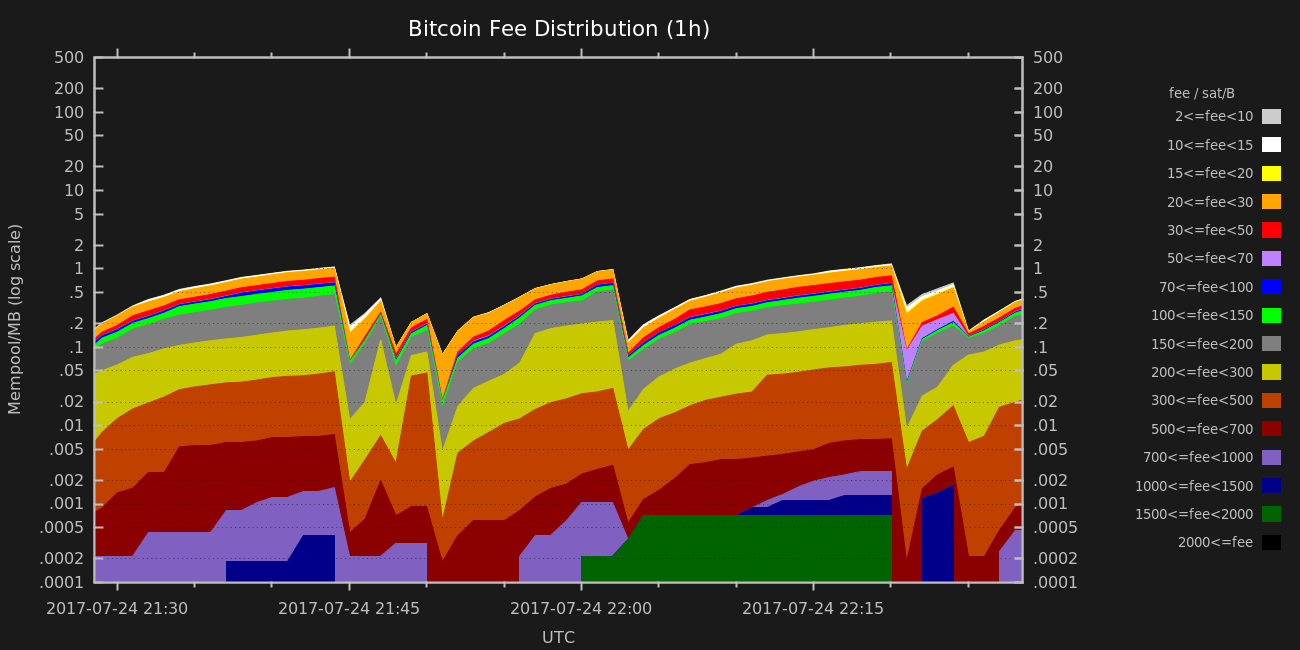 Bitcoin Fee Distribution (1h)
500
200
100
50
20
10
5
2
1
.5
.2
.1
.05
.02
.01
.005
.002
.001
.0005
.0002
.0001
Mempool/MB (log scale)
500
200
100
50
20
10
5
2
1
.5
.2
.1
.05
.02
.01
.005
.002
.001
.0005
.0002
.0001
2017-07-24 21:30
2017-07-24 21:45
2017-07-24 22:00
2017-07-24 22:15
UTC
fee / sat/B
2<=fee<10
10<=fee<15
15<=fee<20
20<=fee<30
30<=fee<50
50<=fee<70
70<=fee<100
100<=fee<150
150<=fee<200
200<=fee<300
300<=fee<500
500<=fee<700
700<=fee<1000
1000<=fee<1500
1500<=fee<2000
2000<=fee